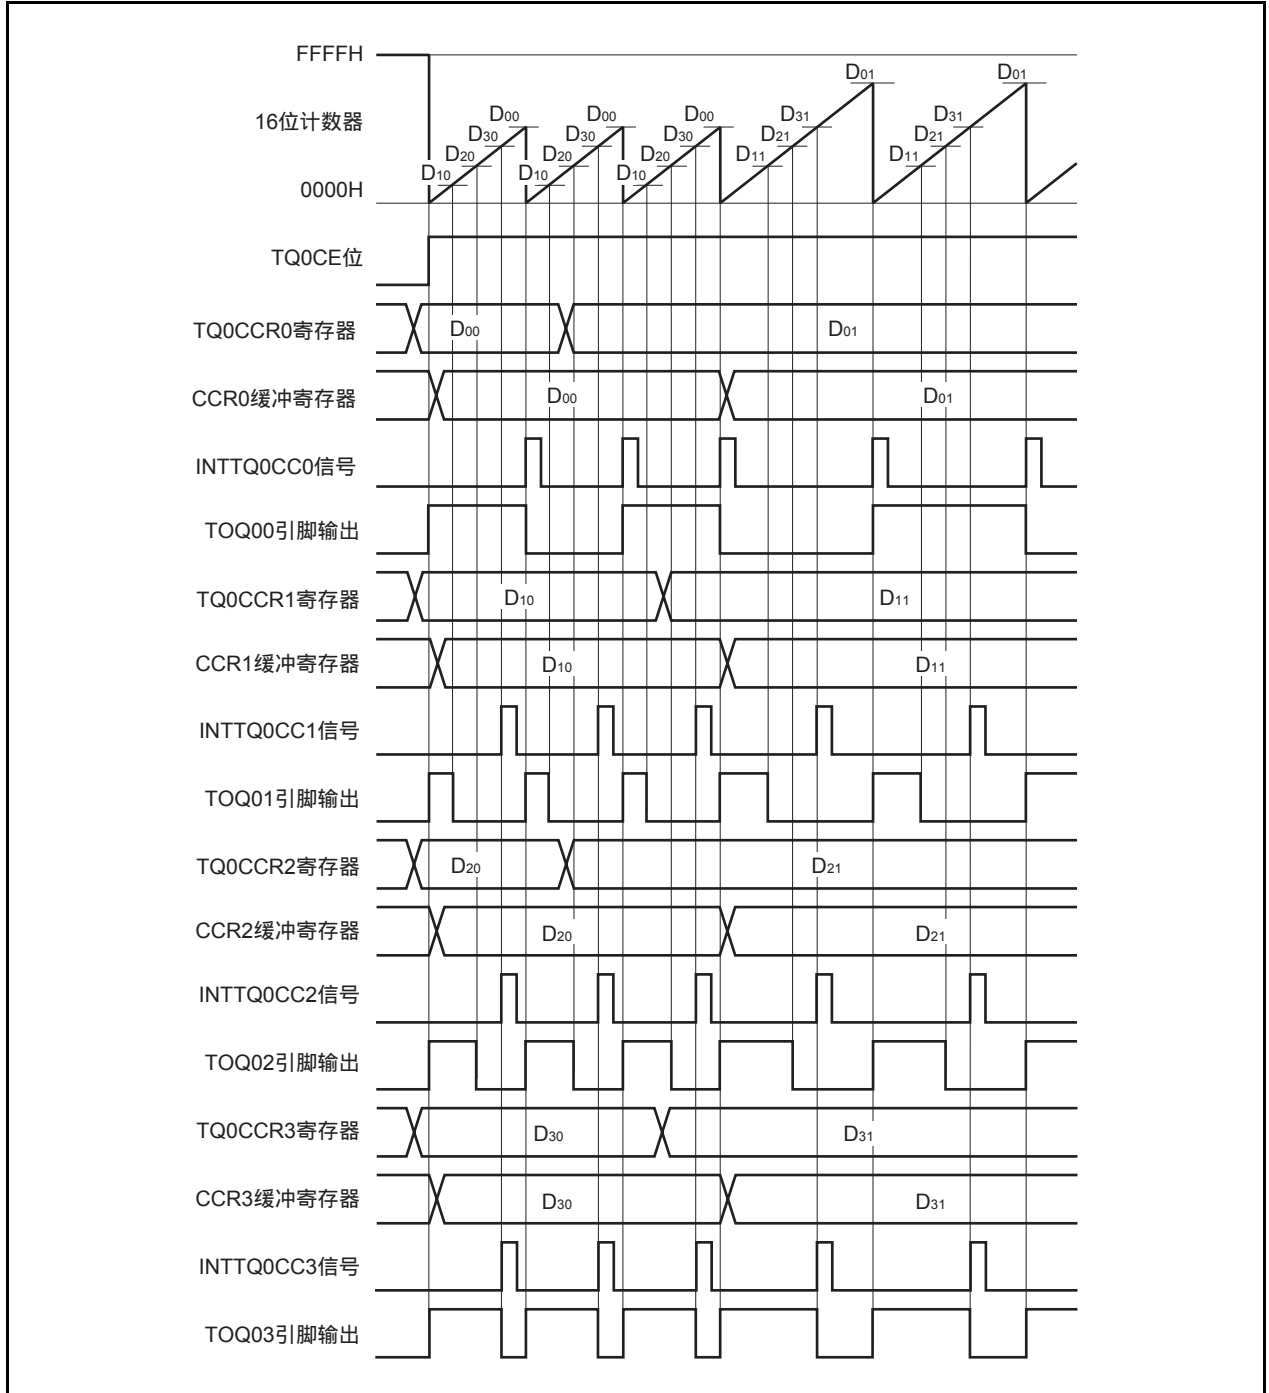 FFFFH
D01 D01
16位计数器 D00 D00 D00 D31 D31
D30 D30 D30 D21 D21
D20 D20 D20 D11 D11
D10 D10 D10
0000H
TQ0CE位
TQ0CCR0寄存器 D00 D01
CCR0缓冲寄存器 D00 D01
INTTQ0CC0信号
TOQ00引脚输出
TQ0CCR1寄存器 D10 D11
CCR1缓冲寄存器 D10 D11
INTTQ0CC1信号
TOQ01引脚输出
TQ0CCR2寄存器 D20 D21
CCR2缓冲寄存器 D20 D21
INTTQ0CC2信号
TOQ02引脚输出
TQ0CCR3寄存器 D30 D31
CCR3缓冲寄存器 D30 D31
INTTQ0CC3信号
TOQ03引脚输出